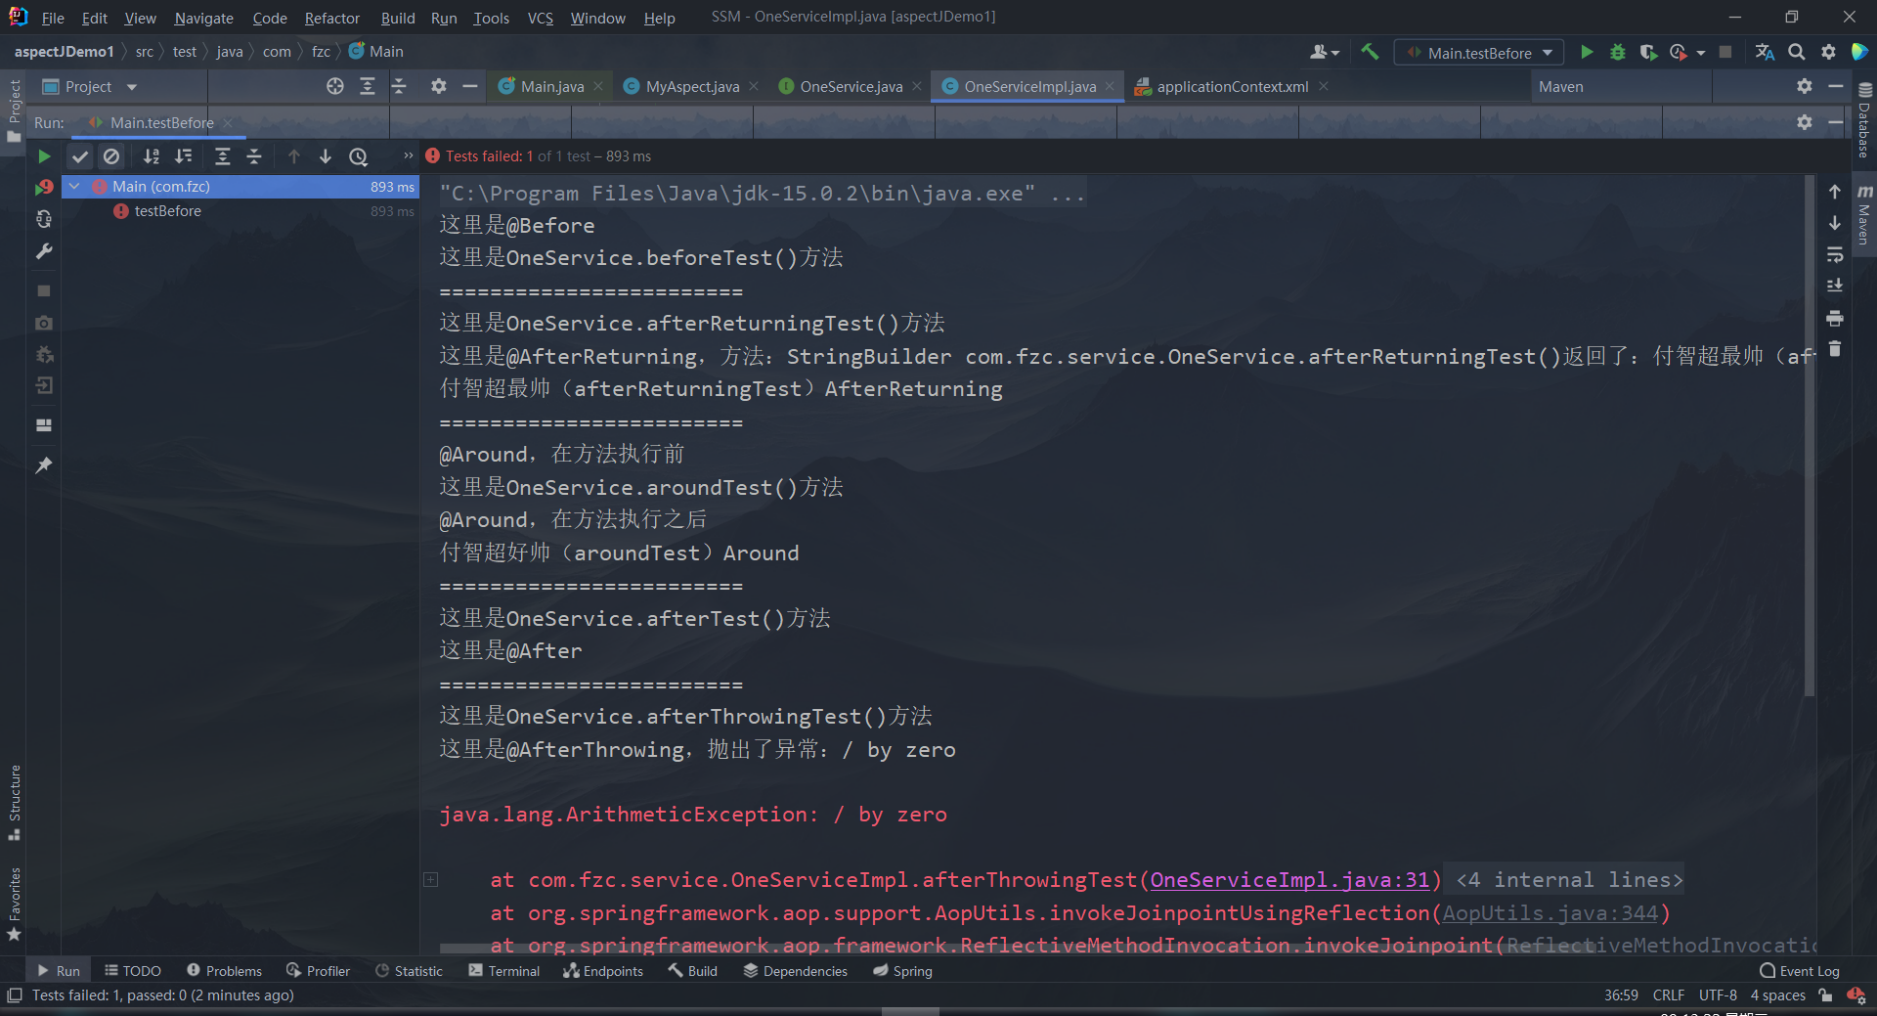 File Edit View Navigate Code Refactor Build Run Tools VCS Window Help SSM - OneServiceImpl.java [aspectJDemo1]
aspectJDemo1 src test java com fzc Main Main.testBefore
Project Main.java MyAspect.java OneService.java OneServiceImpl.java applicationContext.xml Maven
Run: Main.testBefore
Tests failed: 1 of 1 test – 893 ms
Main (com.fzc) 893 ms
testBefore 893 ms
"C:\Program Files\Java\jdk-15.0.2\bin\java.exe" ...
这里是@Before
这里是OneService.beforeTest()方法
========================
这里是OneService.afterReturningTest()方法
这里是@AfterReturning，方法：StringBuilder com.fzc.service.OneService.afterReturningTest()返回了：付智超最帅（af
付智超最帅（afterReturningTest）AfterReturning
========================
@Around，在方法执行前
这里是OneService.aroundTest()方法
@Around，在方法执行之后
付智超好帅（aroundTest）Around
========================
这里是OneService.afterTest()方法
这里是@After
========================
这里是OneService.afterThrowingTest()方法
这里是@AfterThrowing，抛出了异常：/ by zero
java.lang.ArithmeticException: / by zero
at com.fzc.service.OneServiceImpl.afterThrowingTest(OneServiceImpl.java:31) <4 internal lines>
at org.springframework.aop.support.AopUtils.invokeJoinpointUsingReflection(AopUtils.java:344)
at org.springframework.aop.framework.ReflectiveMethodInvocation.invokeJoinpoint(ReflectiveMethodInvocatio
Project
Structure
Favorites
Database
Maven
Run TODO Problems Profiler Statistic Terminal Endpoints Build Dependencies Spring Event Log
Tests failed: 1, passed: 0 (2 minutes ago) 36:59 CRLF UTF-8 4 spaces